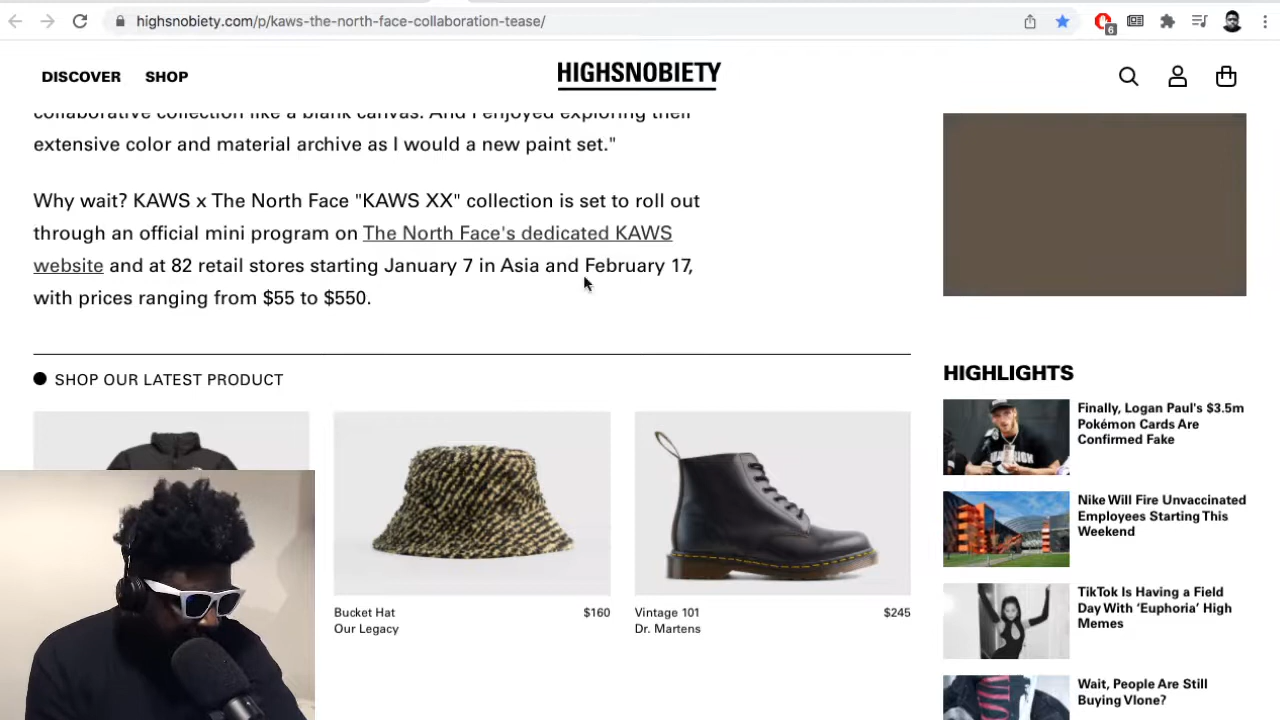 highsnobiety.com/p/kaws-the-north-face-collaboration-tease/
6
DISCOVER SHOP HIGHSNOBIETY
collaborative collection like a blank canvas. And I enjoyed exploring their
extensive color and material archive as I would a new paint set."
Why wait? KAWS x The North Face "KAWS XX" collection is set to roll out
through an official mini program on The North Face's dedicated KAWS
website and at 82 retail stores starting January 7 in Asia and February 17,
with prices ranging from $55 to $550.
SHOP OUR LATEST PRODUCT
Bucket Hat $160
Our Legacy
Vintage 101 $245
Dr. Martens
HIGHLIGHTS
Finally, Logan Paul's $3.5m
Pokémon Cards Are
Confirmed Fake
Nike Will Fire Unvaccinated
Employees Starting This
Weekend
TikTok Is Having a Field
Day With ‘Euphoria’ High
Memes
Wait, People Are Still
Buying Vlone?